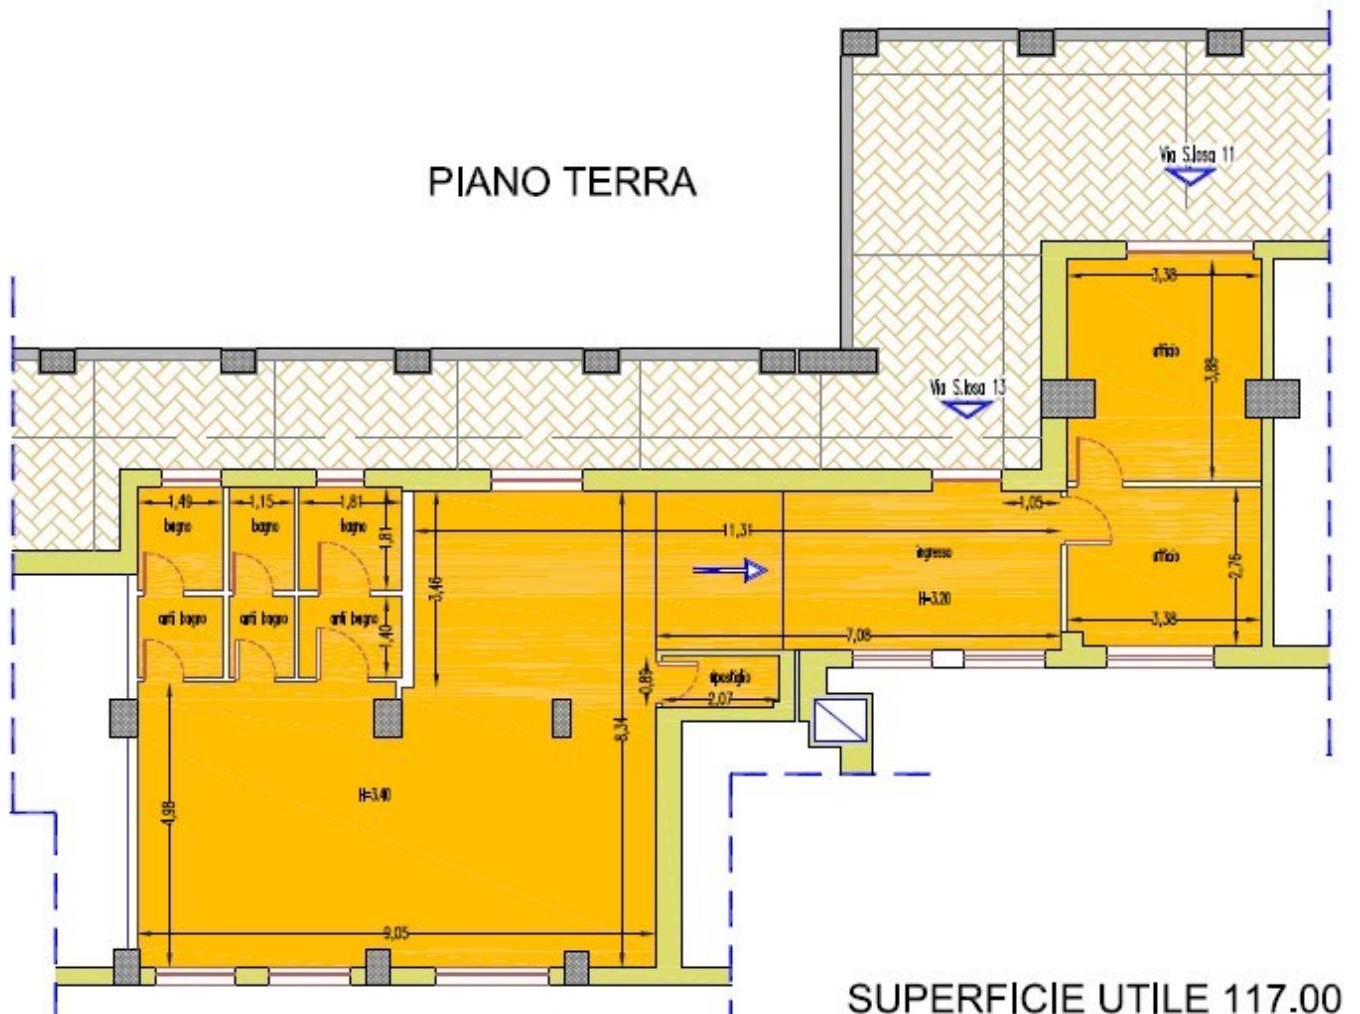 PIANO TERRA
Via S.Iosa 11
3,38
ufficio
3,88
Via S.Iosa 13
1,49
1,15
1,81
bagno
bagno
bagno
1,81
11,31
1,05
3,46
ingresso
ufficio
2,76
H=3.20
anti bagno
anti bagno
anti bagno
1,40
3,38
7,08
0,89
ripostiglio
2,07
8,34
H=3.40
4,98
9,05
SUPERFICIE UTILE 117.00